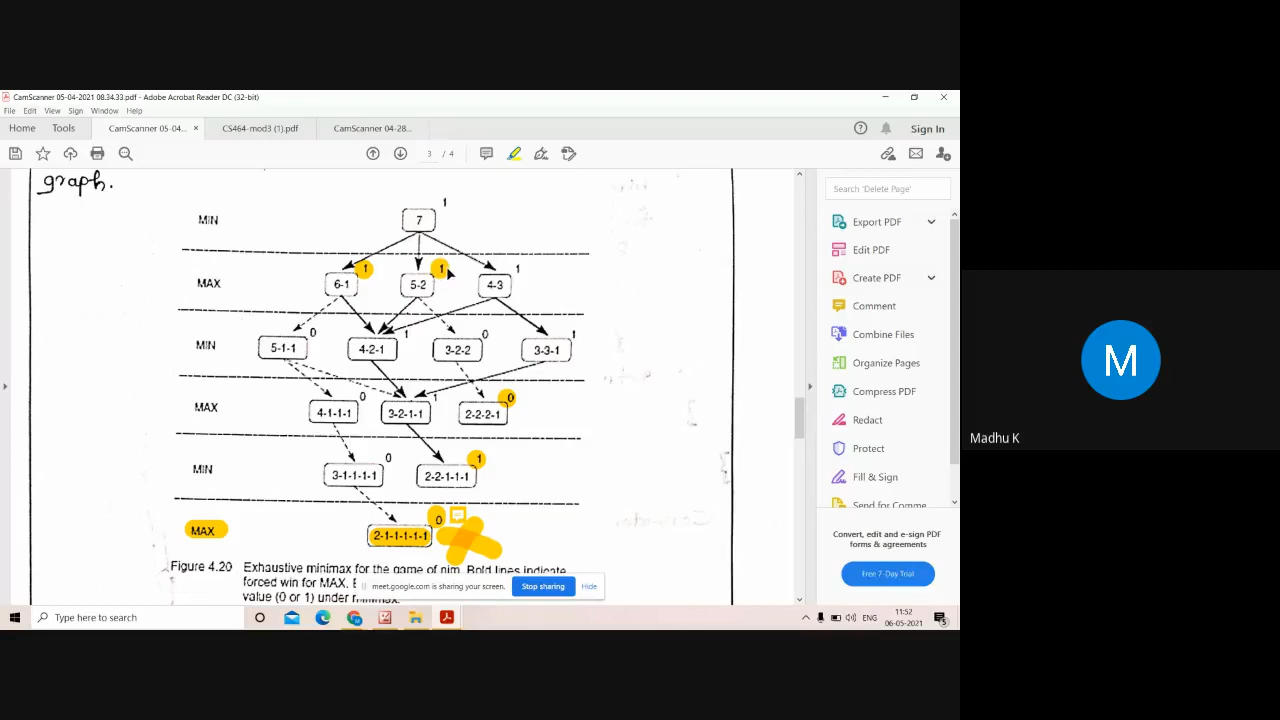 CamScanner 05-04-2021 08.34.33.pdf - Adobe Acrobat Reader DC (32-bit)
File Edit View Sign Window Help
Home Tools CamScanner 05-04... × CS464-mod3 (1).pdf CamScanner 04-28... Sign In
3 / 4
graph.
MIN 7 1
MAX 6-1 1 5-2 1 4-3 1
MIN 5-1-1 0 4-2-1 1 3-2-2 0 3-3-1 1
MAX 4-1-1-1 0 3-2-1-1 1 2-2-2-1 0
MIN 3-1-1-1-1 0 2-2-1-1-1 1
MAX 2-1-1-1-1-1 0
Figure 4.20 Exhaustive minimax for the game of nim. Bold lines indicate
forced win for MAX. E
value (0 or 1) under minimax.
meet.google.com is sharing your screen. Stop sharing Hide
Search 'Delete Page'
Export PDF
Edit PDF
Create PDF
Comment
Combine Files
Organize Pages
Compress PDF
Redact
Protect
Fill & Sign
Send for Comme
Convert, edit and e-sign PDF
forms & agreements
Free 7-Day Trial
Type here to search
ENG
11:52
06-05-2021
5
M
Madhu K